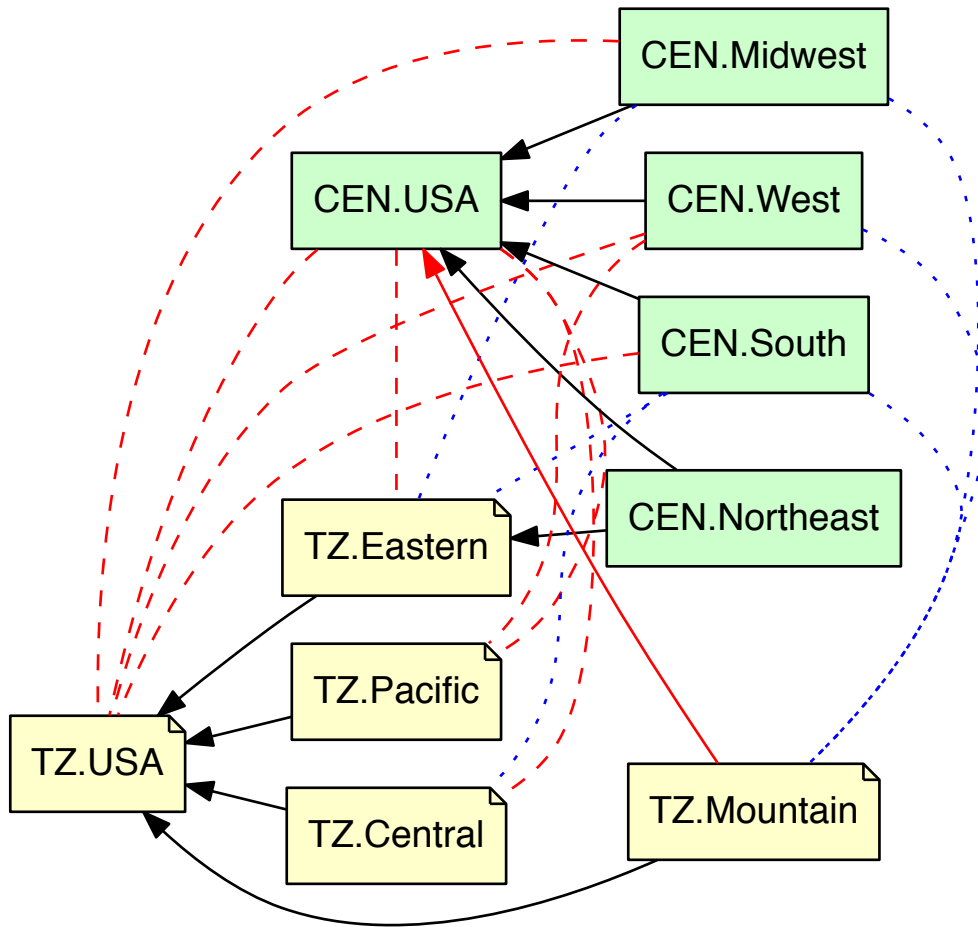 CEN.Midwest
CEN.USA
CEN.West
CEN.South
CEN.Northeast
TZ.Eastern
TZ.Pacific
TZ.USA
TZ.Mountain
TZ.Central